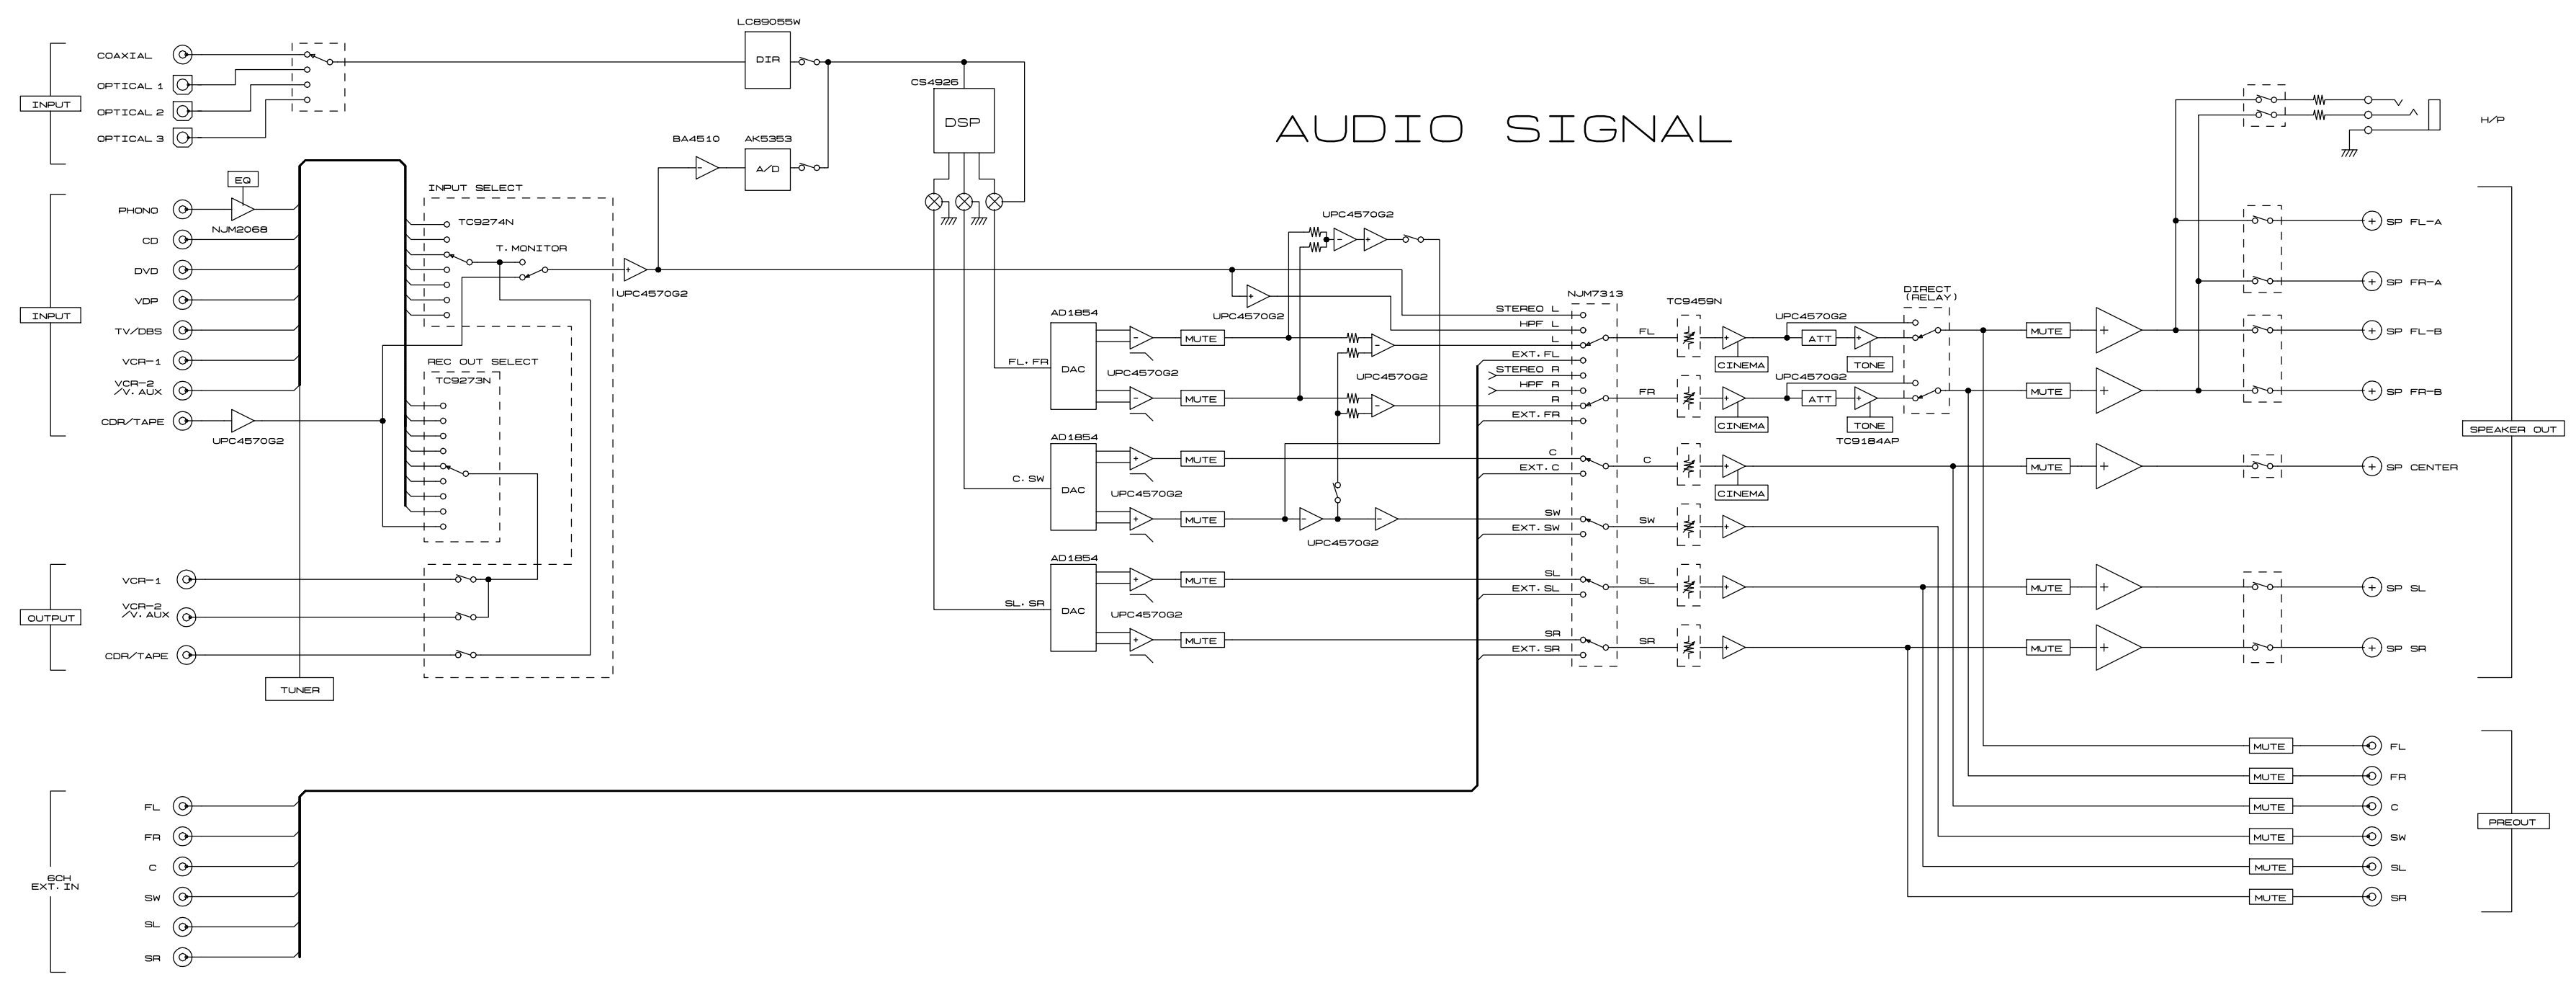 AUDIO SIGNAL
INPUT
COAXIAL
OPTICAL 1
OPTICAL 2
OPTICAL 3
LC89055W
DIR
CS4926
DSP
BA4510
AK5353
A/D
INPUT
EQ
PHONO
NJM2068
CD
DVD
VDP
TV/DBS
VCR-1
VCR-2
/V. AUX
CDR/TAPE
UPC4570G2
INPUT SELECT
TC9274N
T. MONITOR
UPC4570G2
REC OUT SELECT
TC9273N
OUTPUT
VCR-1
VCR-2
/V. AUX
CDR/TAPE
TUNER
6CH
EXT. IN
FL
FR
C
SW
SL
SR
FL. FR
AD1854
DAC
UPC4570G2
MUTE
MUTE
C. SW
AD1854
DAC
UPC4570G2
MUTE
MUTE
SL. SR
AD1854
DAC
UPC4570G2
MUTE
MUTE
UPC4570G2
UPC4570G2
UPC4570G2
UPC4570G2
NJM7313
STEREO L
HPF L
L
EXT. FL
STEREO R
HPF R
R
EXT. FR
C
EXT. C
SW
EXT. SW
SL
EXT. SL
SR
EXT. SR
FL
FR
C
SW
SL
SR
TC9459N
CINEMA
CINEMA
CINEMA
UPC4570G2
ATT
TONE
UPC4570G2
ATT
TONE
TC9184AP
DIRECT
(RELAY)
MUTE
MUTE
MUTE
MUTE
MUTE
H/P
SP FL-A
SP FR-A
SP FL-B
SP FR-B
SP CENTER
SP SL
SP SR
SPEAKER OUT
MUTE FL
MUTE FR
MUTE C
MUTE SW
MUTE SL
MUTE SR
PREOUT